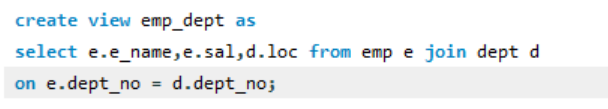 create view emp_dept as
select e.e_name,e.sal,d.loc from emp e join dept d
on e.dept_no = d.dept_no;